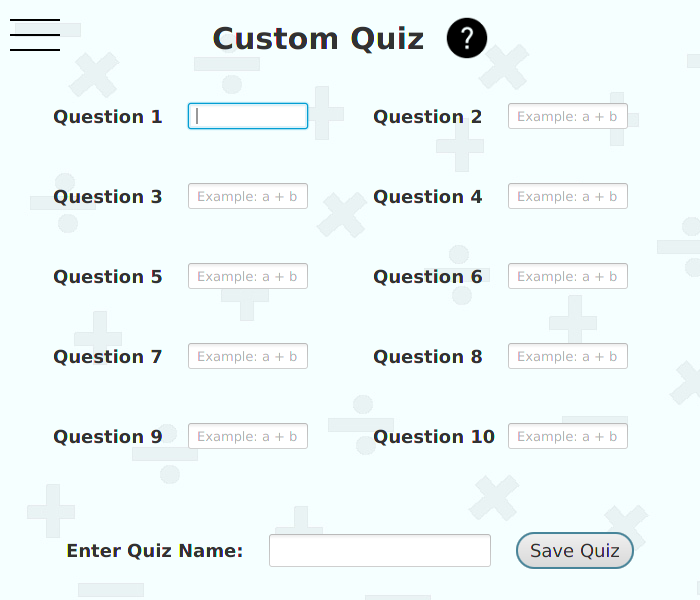 Custom Quiz ?
Question 1
Question 2 Example: a + b
Question 3 Example: a + b
Question 4 Example: a + b
Question 5 Example: a + b
Question 6 Example: a + b
Question 7 Example: a + b
Question 8 Example: a + b
Question 9 Example: a + b
Question 10 Example: a + b
Enter Quiz Name:
Save Quiz